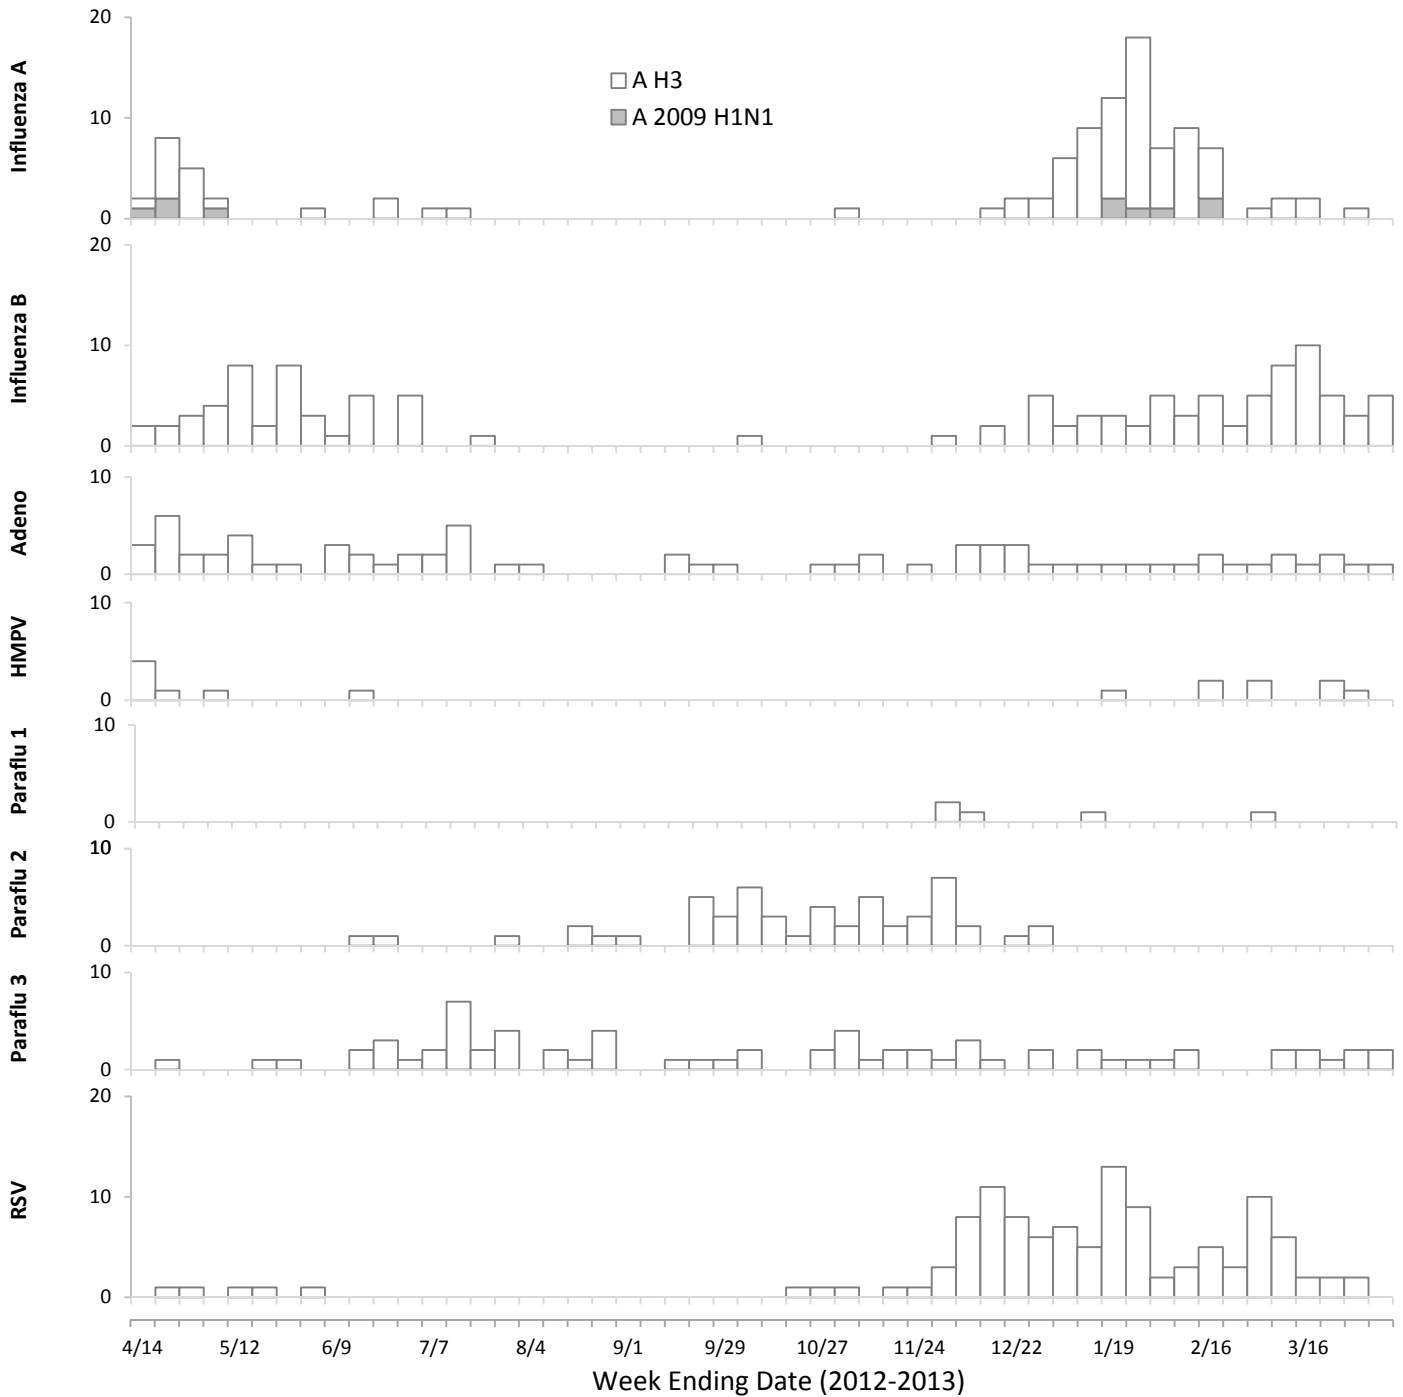 Influenza A
20
10
0
A H3
A 2009 H1N1
Influenza B
20
10
0
Adeno
10
0
HMPV
10
0
Paraflu 1
10
0
Paraflu 2
10
0
Paraflu 3
10
0
RSV
20
10
0
4/14 5/12 6/9 7/7 8/4 9/1 9/29 10/27 11/24 12/22 1/19 2/16 3/16
Week Ending Date (2012-2013)